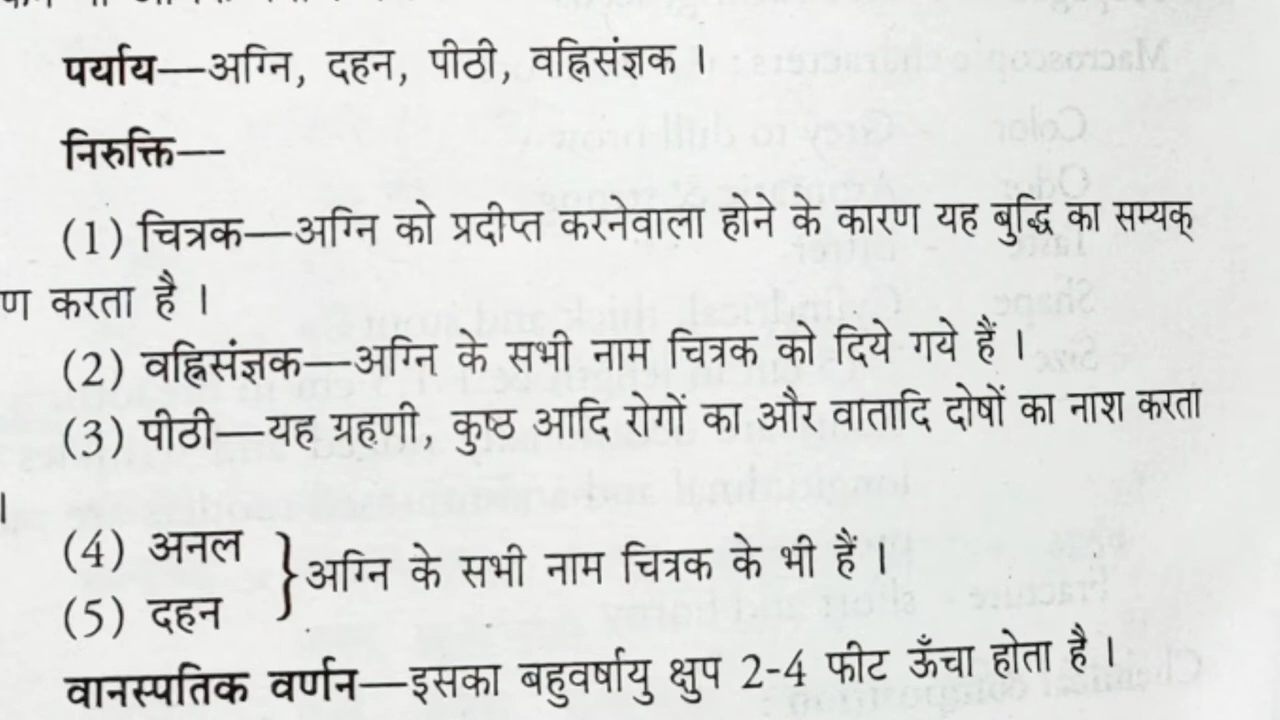 पर्याय—अग्नि, दहन, पीठी, वह्निसंज्ञक ।
निरुक्ति—
(1) चित्रक—अग्नि को प्रदीप्त करनेवाला होने के कारण यह बुद्धि का सम्यक्
ण करता है ।
(2) वह्निसंज्ञक—अग्नि के सभी नाम चित्रक को दिये गये हैं ।
(3) पीठी—यह ग्रहणी, कुष्ठ आदि रोगों का और वातादि दोषों का नाश करता
।
(4) अनल } अग्नि के सभी नाम चित्रक के भी हैं ।
(5) दहन
वानस्पतिक वर्णन—इसका बहुवर्षायु क्षुप 2-4 फीट ऊँचा होता है ।